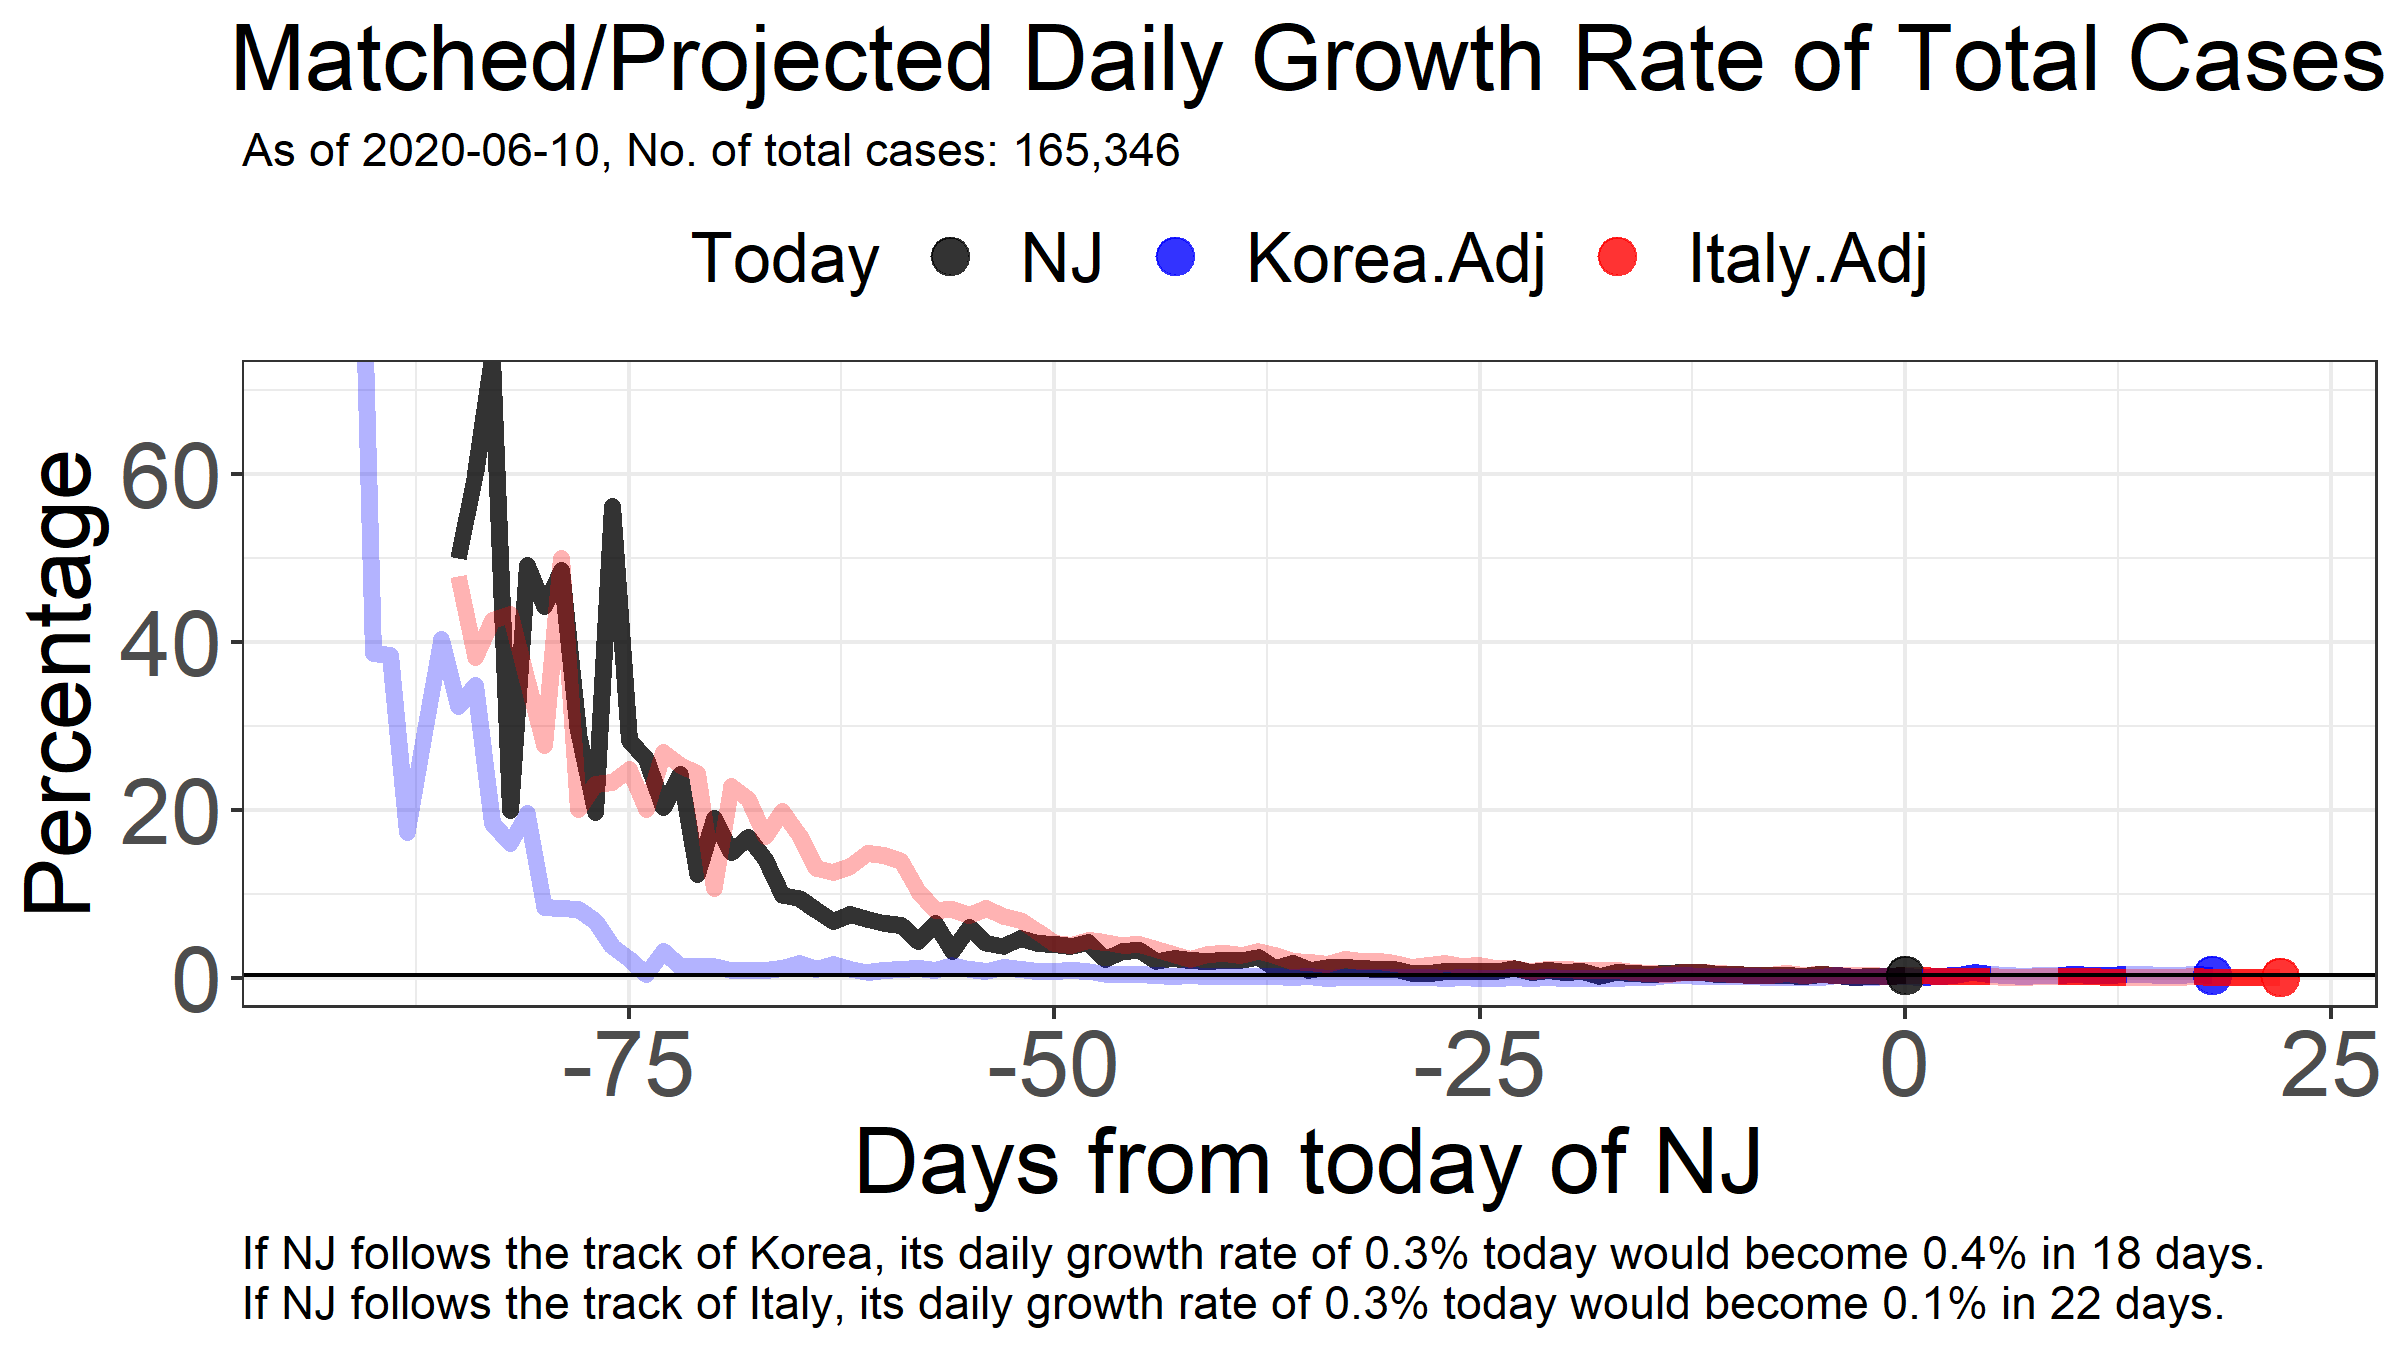 Matched/Projected Daily Growth Rate of Total Cases
As of 2020-06-10, No. of total cases: 165,346
Today NJ Korea.Adj Italy.Adj
Percentage
60
40
20
0
-75 -50 -25 0 25
Days from today of NJ
If NJ follows the track of Korea, its daily growth rate of 0.3% today would become 0.4% in 18 days.
If NJ follows the track of Italy, its daily growth rate of 0.3% today would become 0.1% in 22 days.